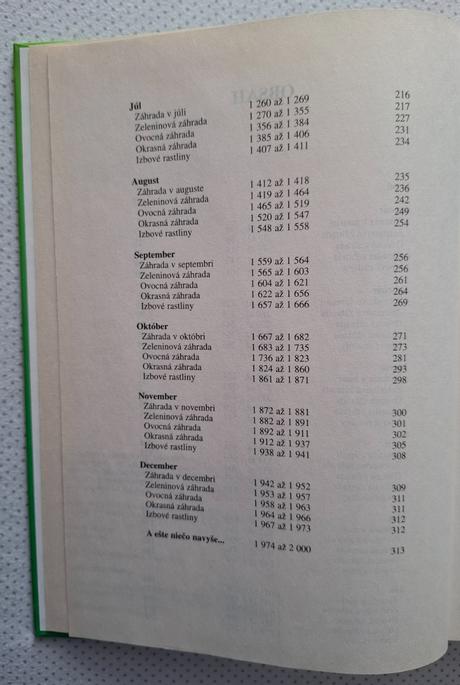 OBSAH
Júl
Záhrada v júli 1 260 až 1 269 216
Zeleninová záhrada 1 270 až 1 355 217
Ovocná záhrada 1 356 až 1 384 227
Okrasná záhrada 1 385 až 1 406 231
Izbové rastliny 1 407 až 1 411 234
August
Záhrada v auguste 1 412 až 1 418 235
Zeleninová záhrada 1 419 až 1 464 236
Ovocná záhrada 1 465 až 1 519 242
Okrasná záhrada 1 520 až 1 547 249
Izbové rastliny 1 548 až 1 558 254
September
Záhrada v septembri 1 559 až 1 564 256
Zeleninová záhrada 1 565 až 1 603 256
Ovocná záhrada 1 604 až 1 621 261
Okrasná záhrada 1 622 až 1 656 264
Izbové rastliny 1 657 až 1 666 269
Október
Záhrada v októbri 1 667 až 1 682 271
Zeleninová záhrada 1 683 až 1 735 273
Ovocná záhrada 1 736 až 1 823 281
Okrasná záhrada 1 824 až 1 860 293
Izbové rastliny 1 861 až 1 871 298
November
Záhrada v novembri 1 872 až 1 881 300
Zeleninová záhrada 1 882 až 1 891 301
Ovocná záhrada 1 892 až 1 911 302
Okrasná záhrada 1 912 až 1 937 305
Izbové rastliny 1 938 až 1 941 308
December
Záhrada v decembri 1 942 až 1 952 309
Zeleninová záhrada 1 953 až 1 957 311
Ovocná záhrada 1 958 až 1 963 311
Okrasná záhrada 1 964 až 1 966 312
Izbové rastliny 1 967 až 1 973 312
A ešte niečo navyše... 1 974 až 2 000 313